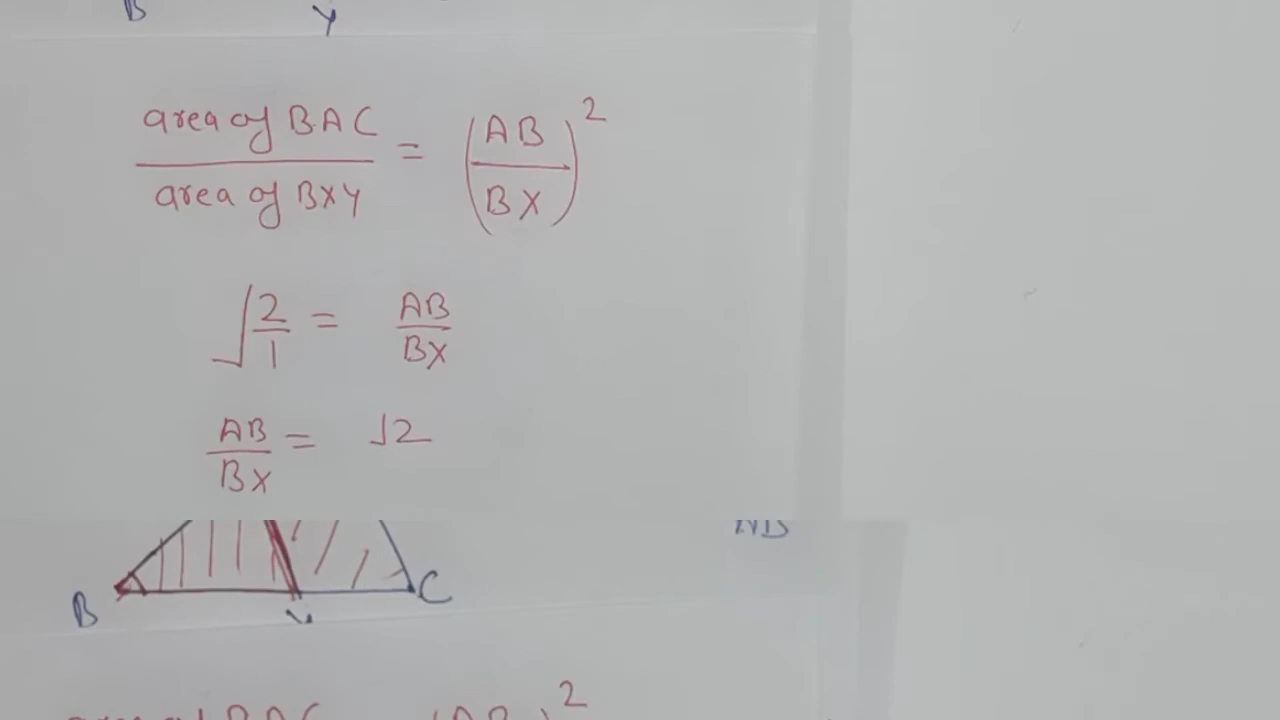 B Y
area of BAC / area of BXY = (AB / BX)²
√2/1 = AB / BX
AB / BX = √2
B C